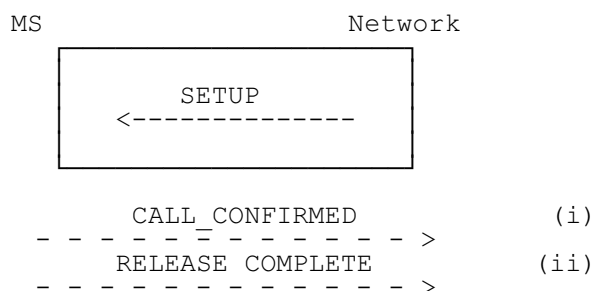 MS Network
SETUP
<--------------
CALL_CONFIRMED (i)
- - - - - - - - - - - - >
RELEASE COMPLETE (ii)
- - - - - - - - - - - - >